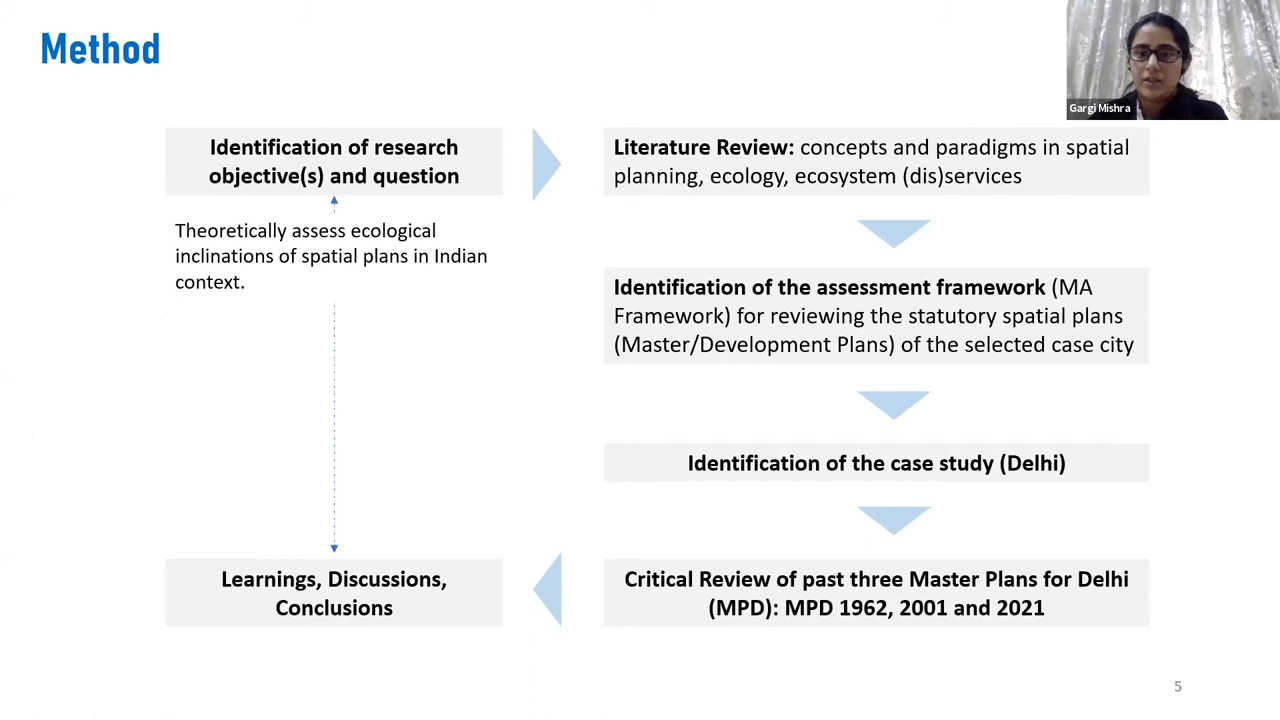 Method
Gargi Mishra
Identification of research
objective(s) and question
Literature Review: concepts and paradigms in spatial
planning, ecology, ecosystem (dis)services
Theoretically assess ecological
inclinations of spatial plans in Indian
context.
Identification of the assessment framework (MA
Framework) for reviewing the statutory spatial plans
(Master/Development Plans) of the selected case city
Identification of the case study (Delhi)
Critical Review of past three Master Plans for Delhi
(MPD): MPD 1962, 2001 and 2021
Learnings, Discussions,
Conclusions
5